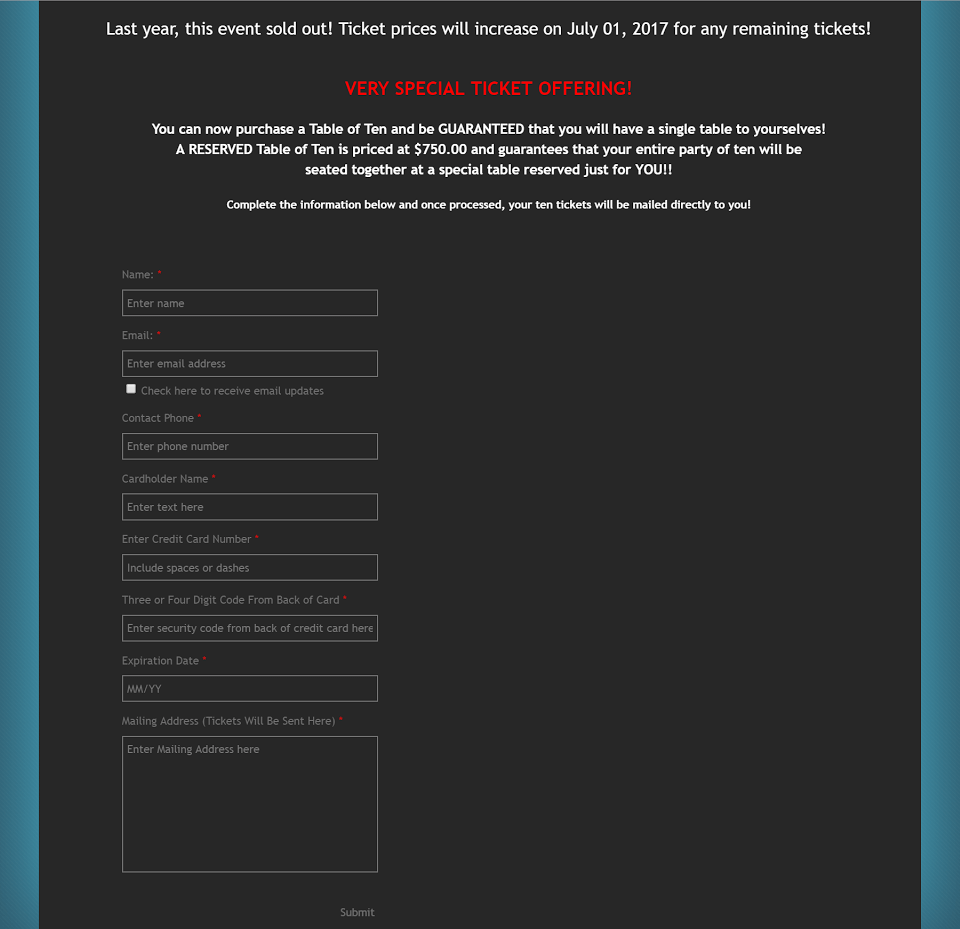 Last year, this event sold out! Ticket prices will increase on July 01, 2017 for any remaining tickets!
VERY SPECIAL TICKET OFFERING!
You can now purchase a Table of Ten and be GUARANTEED that you will have a single table to yourselves!
A RESERVED Table of Ten is priced at $750.00 and guarantees that your entire party of ten will be
seated together at a special table reserved just for YOU!!
Complete the information below and once processed, your ten tickets will be mailed directly to you!
Name: *
Enter name
Email: *
Enter email address
Check here to receive email updates
Contact Phone *
Enter phone number
Cardholder Name *
Enter text here
Enter Credit Card Number *
Include spaces or dashes
Three or Four Digit Code From Back of Card *
Enter security code from back of credit card here
Expiration Date *
MM/YY
Mailing Address (Tickets Will Be Sent Here) *
Enter Mailing Address here
Submit